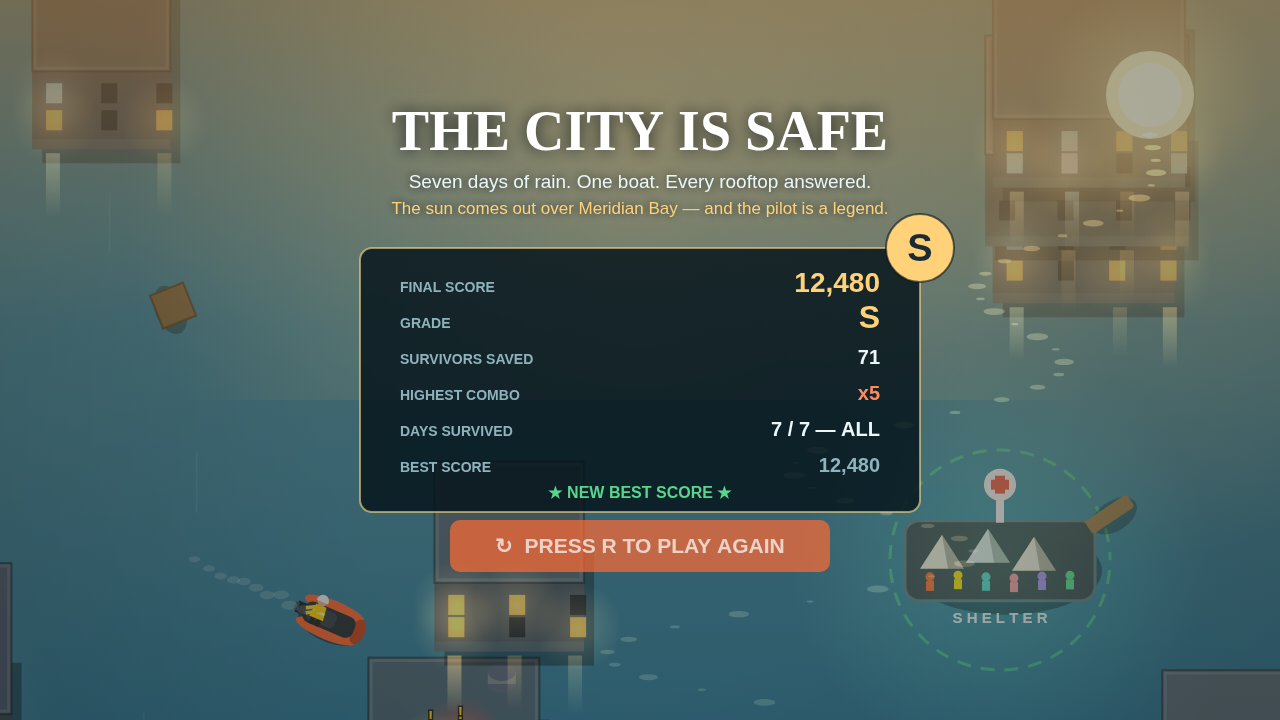 THE CITY IS SAFE
Seven days of rain. One boat. Every rooftop answered.
The sun comes out over Meridian Bay — and the pilot is a legend.
S
FINAL SCORE 12,480
GRADE S
SURVIVORS SAVED 71
HIGHEST COMBO x5
DAYS SURVIVED 7 / 7 — ALL
BEST SCORE 12,480
★ NEW BEST SCORE ★
↻ PRESS R TO PLAY AGAIN
SHELTER
! !